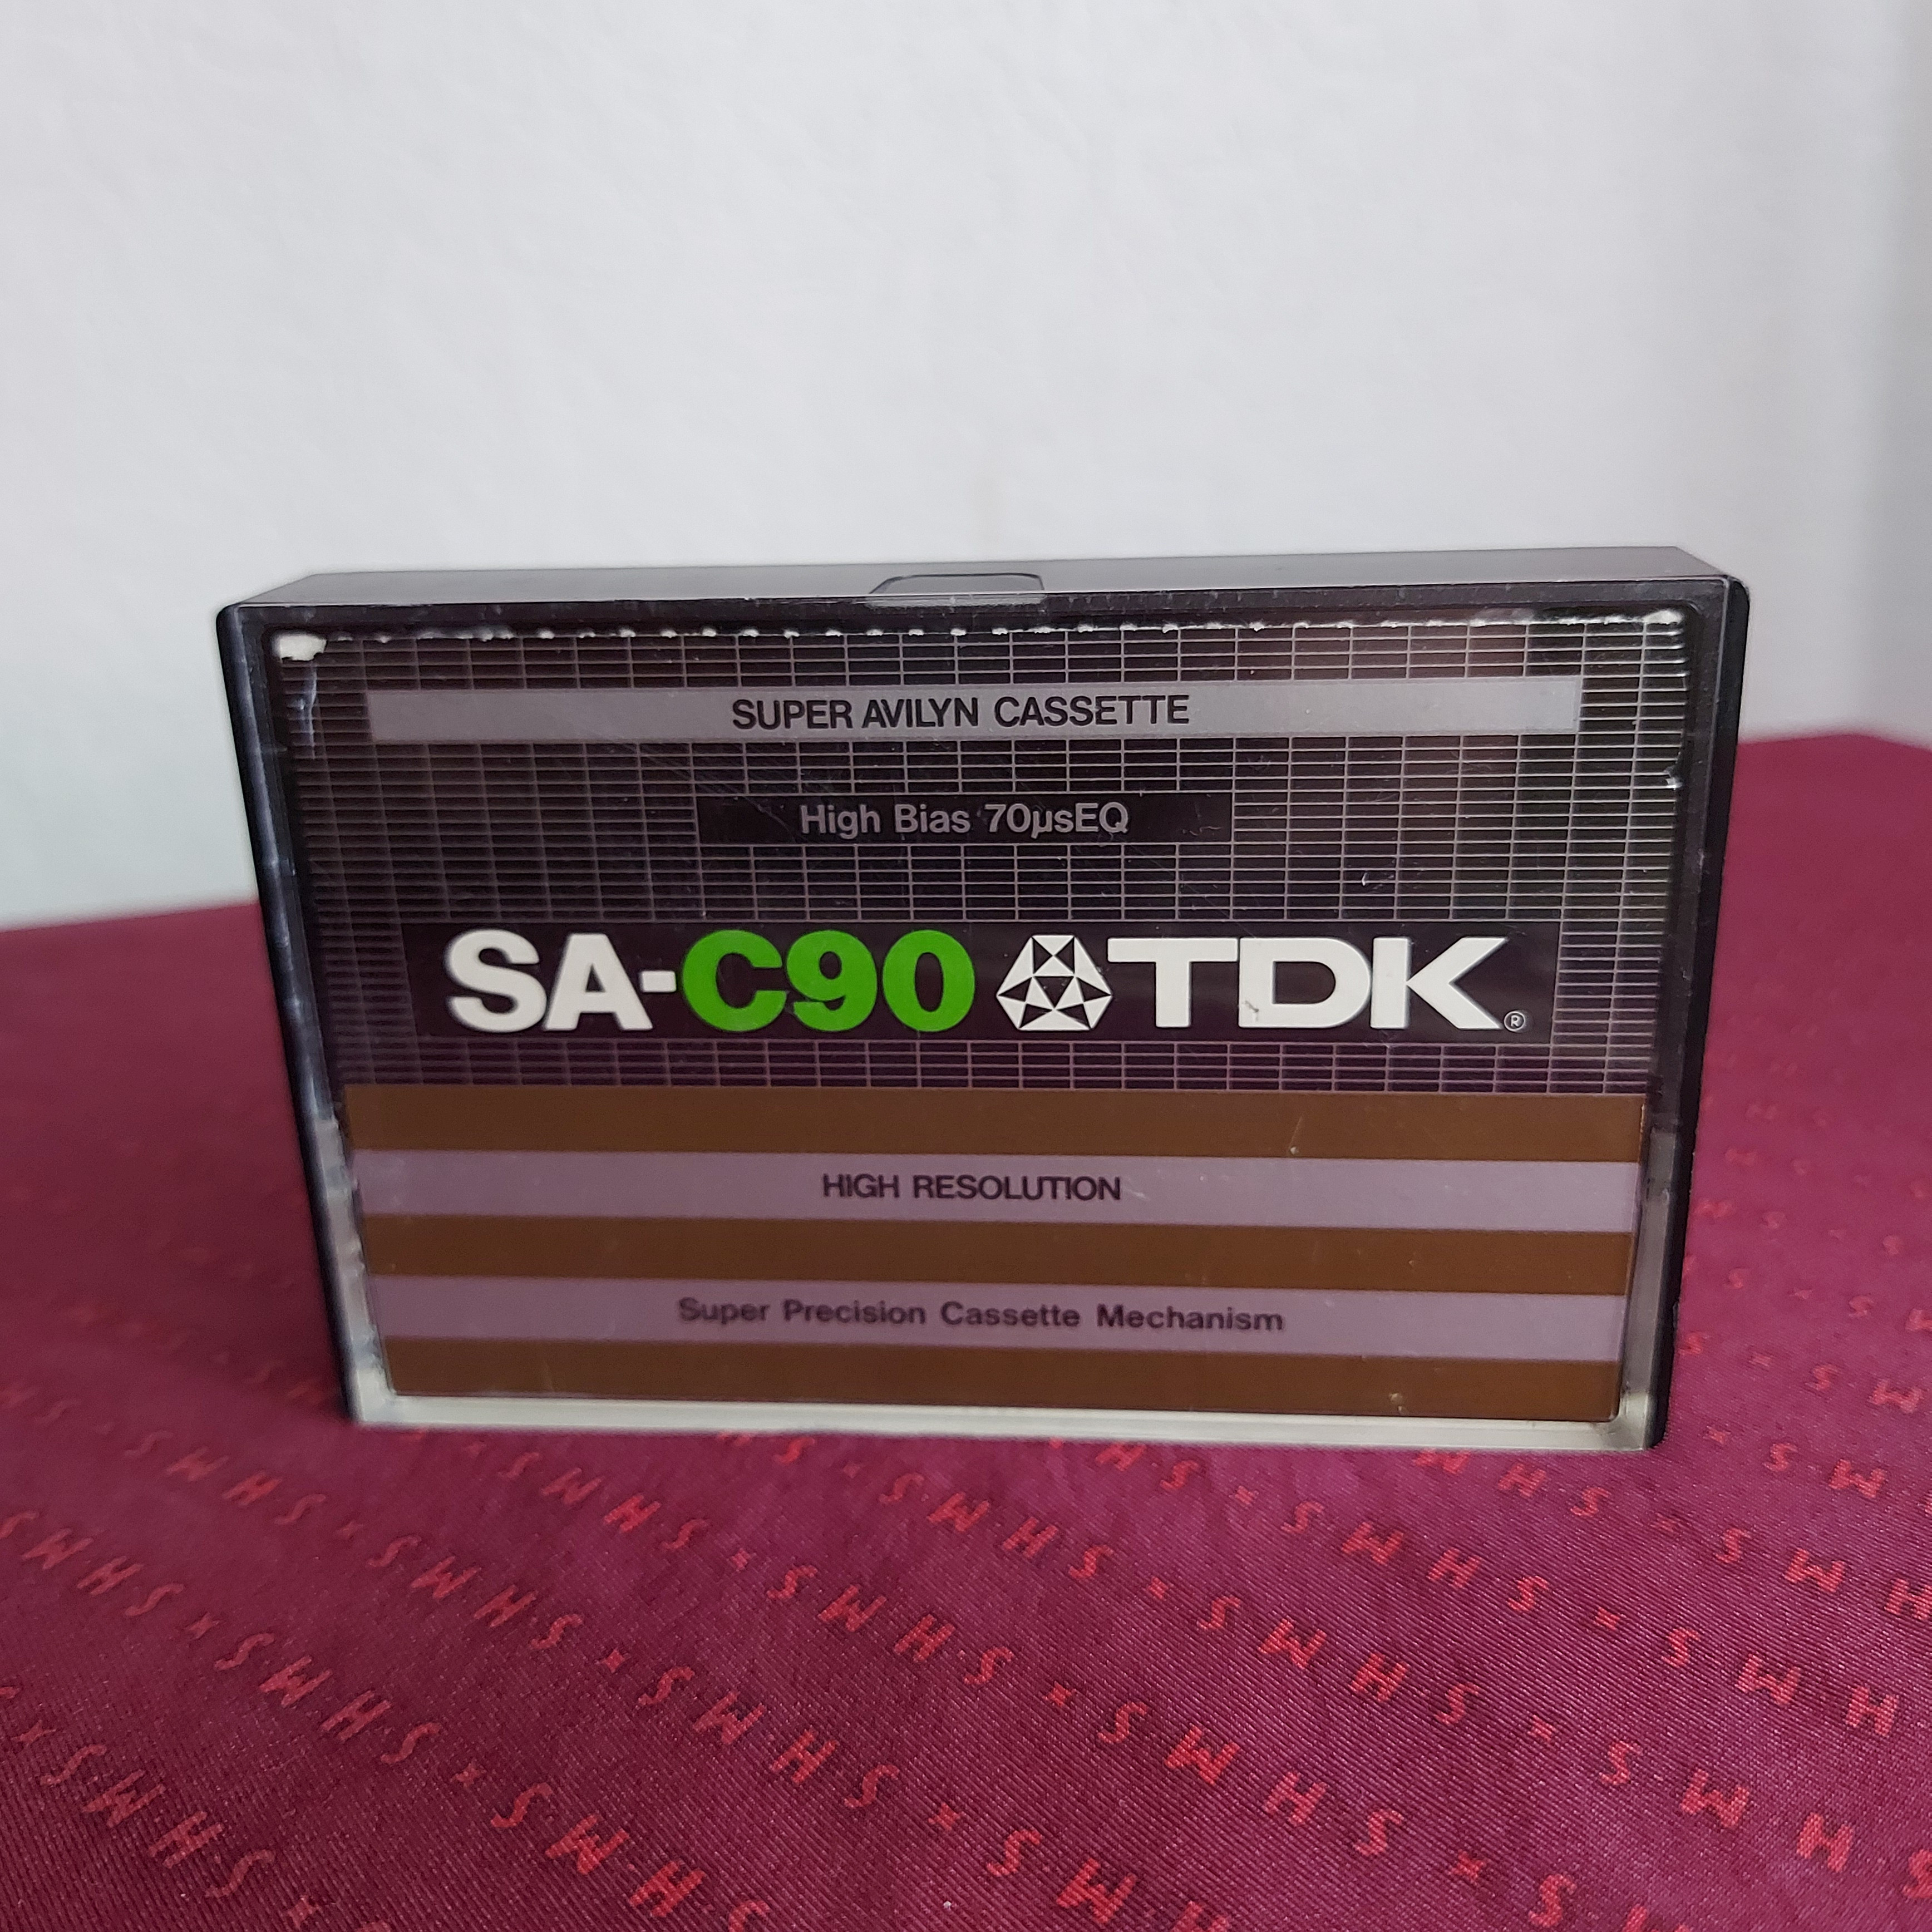 SUPER AVILYN CASSETTE
High Bias 70µsEQ
SA-C90 TDK®
HIGH RESOLUTION
Super Precision Cassette Mechanism